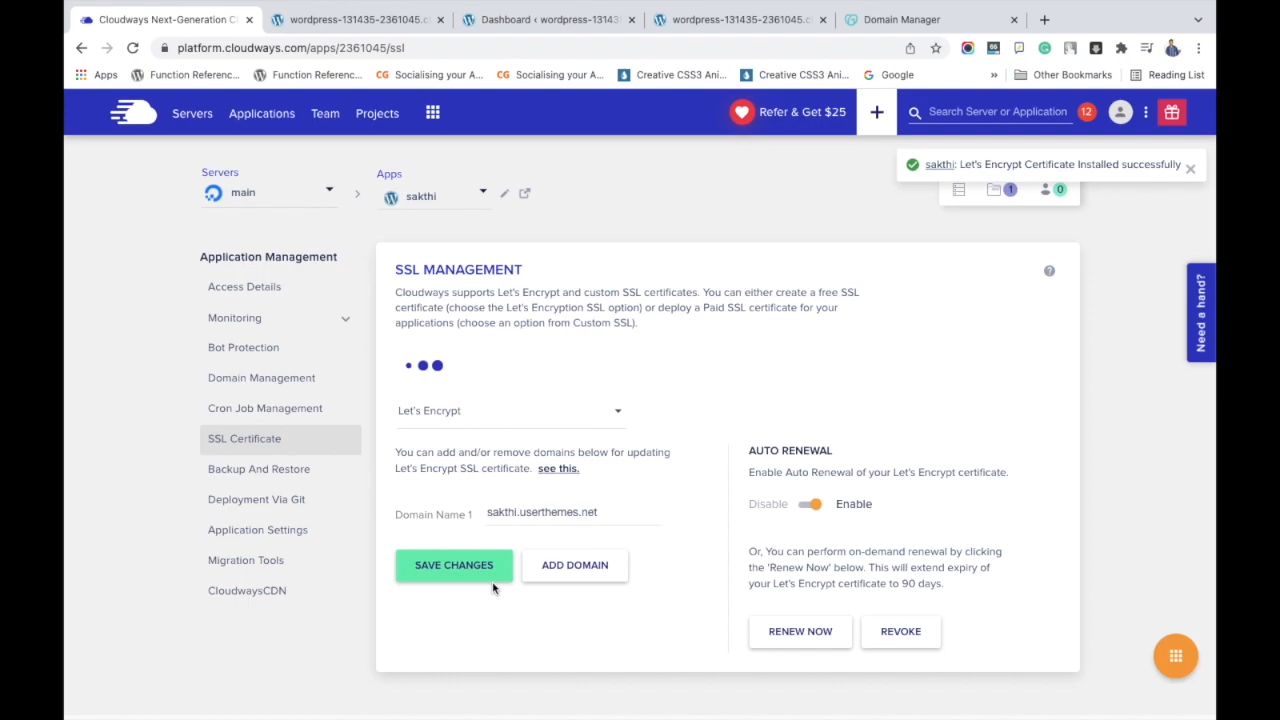 Cloudways Next-Generation C
wordpress-131435-2361045.c
Dashboard ‹ wordpress-13143
wordpress-131435-2361045.c
Domain Manager
platform.cloudways.com/apps/2361045/ssl
Apps
Function Referenc...
Function Referenc...
CG Socialising your A...
CG Socialising your A...
Creative CSS3 Ani...
Creative CSS3 Ani...
Google
»
Other Bookmarks
Reading List
Servers
Applications
Team
Projects
Refer & Get $25
+
Search Server or Application
12
sakthi: Let's Encrypt Certificate Installed successfully
Servers
main
Apps
sakthi
1
0
Application Management
Access Details
Monitoring
Bot Protection
Domain Management
Cron Job Management
SSL Certificate
Backup And Restore
Deployment Via Git
Application Settings
Migration Tools
CloudwaysCDN
SSL MANAGEMENT
Cloudways supports Let's Encrypt and custom SSL certificates. You can either create a free SSL
certificate (choose the Let's Encryption SSL option) or deploy a Paid SSL certificate for your
applications (choose an option from Custom SSL).
Let's Encrypt
You can add and/or remove domains below for updating
Let's Encrypt SSL certificate. see this.
Domain Name 1
sakthi.userthemes.net
SAVE CHANGES
ADD DOMAIN
AUTO RENEWAL
Enable Auto Renewal of your Let's Encrypt certificate.
Disable
Enable
Or, You can perform on-demand renewal by clicking
the 'Renew Now' below. This will extend expiry of
your Let's Encrypt certificate to 90 days.
RENEW NOW
REVOKE
Need a hand?